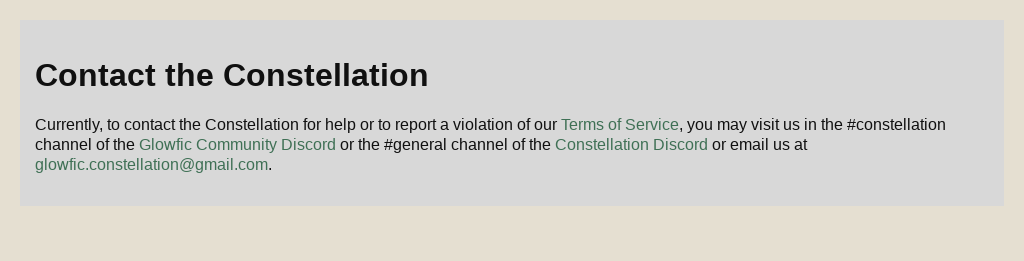 Contact the Constellation
Currently, to contact the Constellation for help or to report a violation of our Terms of Service, you may visit us in the #constellation
channel of the Glowfic Community Discord or the #general channel of the Constellation Discord or email us at
glowfic.constellation@gmail.com.